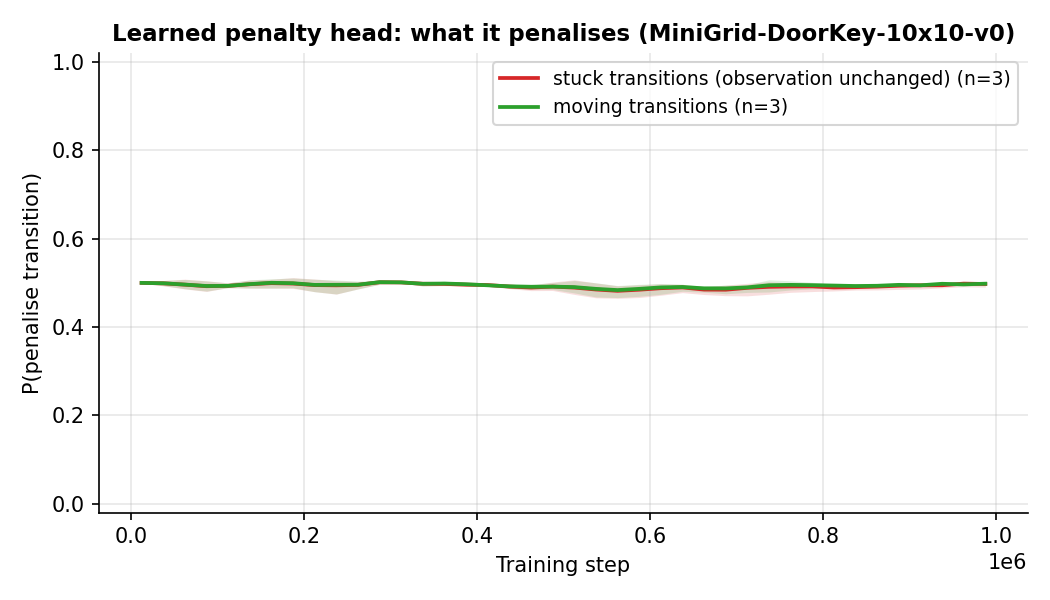 Learned penalty head: what it penalises (MiniGrid-DoorKey-10x10-v0)
stuck transitions (observation unchanged) (n=3)
moving transitions (n=3)
P(penalise transition)
1.0
0.8
0.6
0.4
0.2
0.0
0.0 0.2 0.4 0.6 0.8 1.0
1e6
Training step